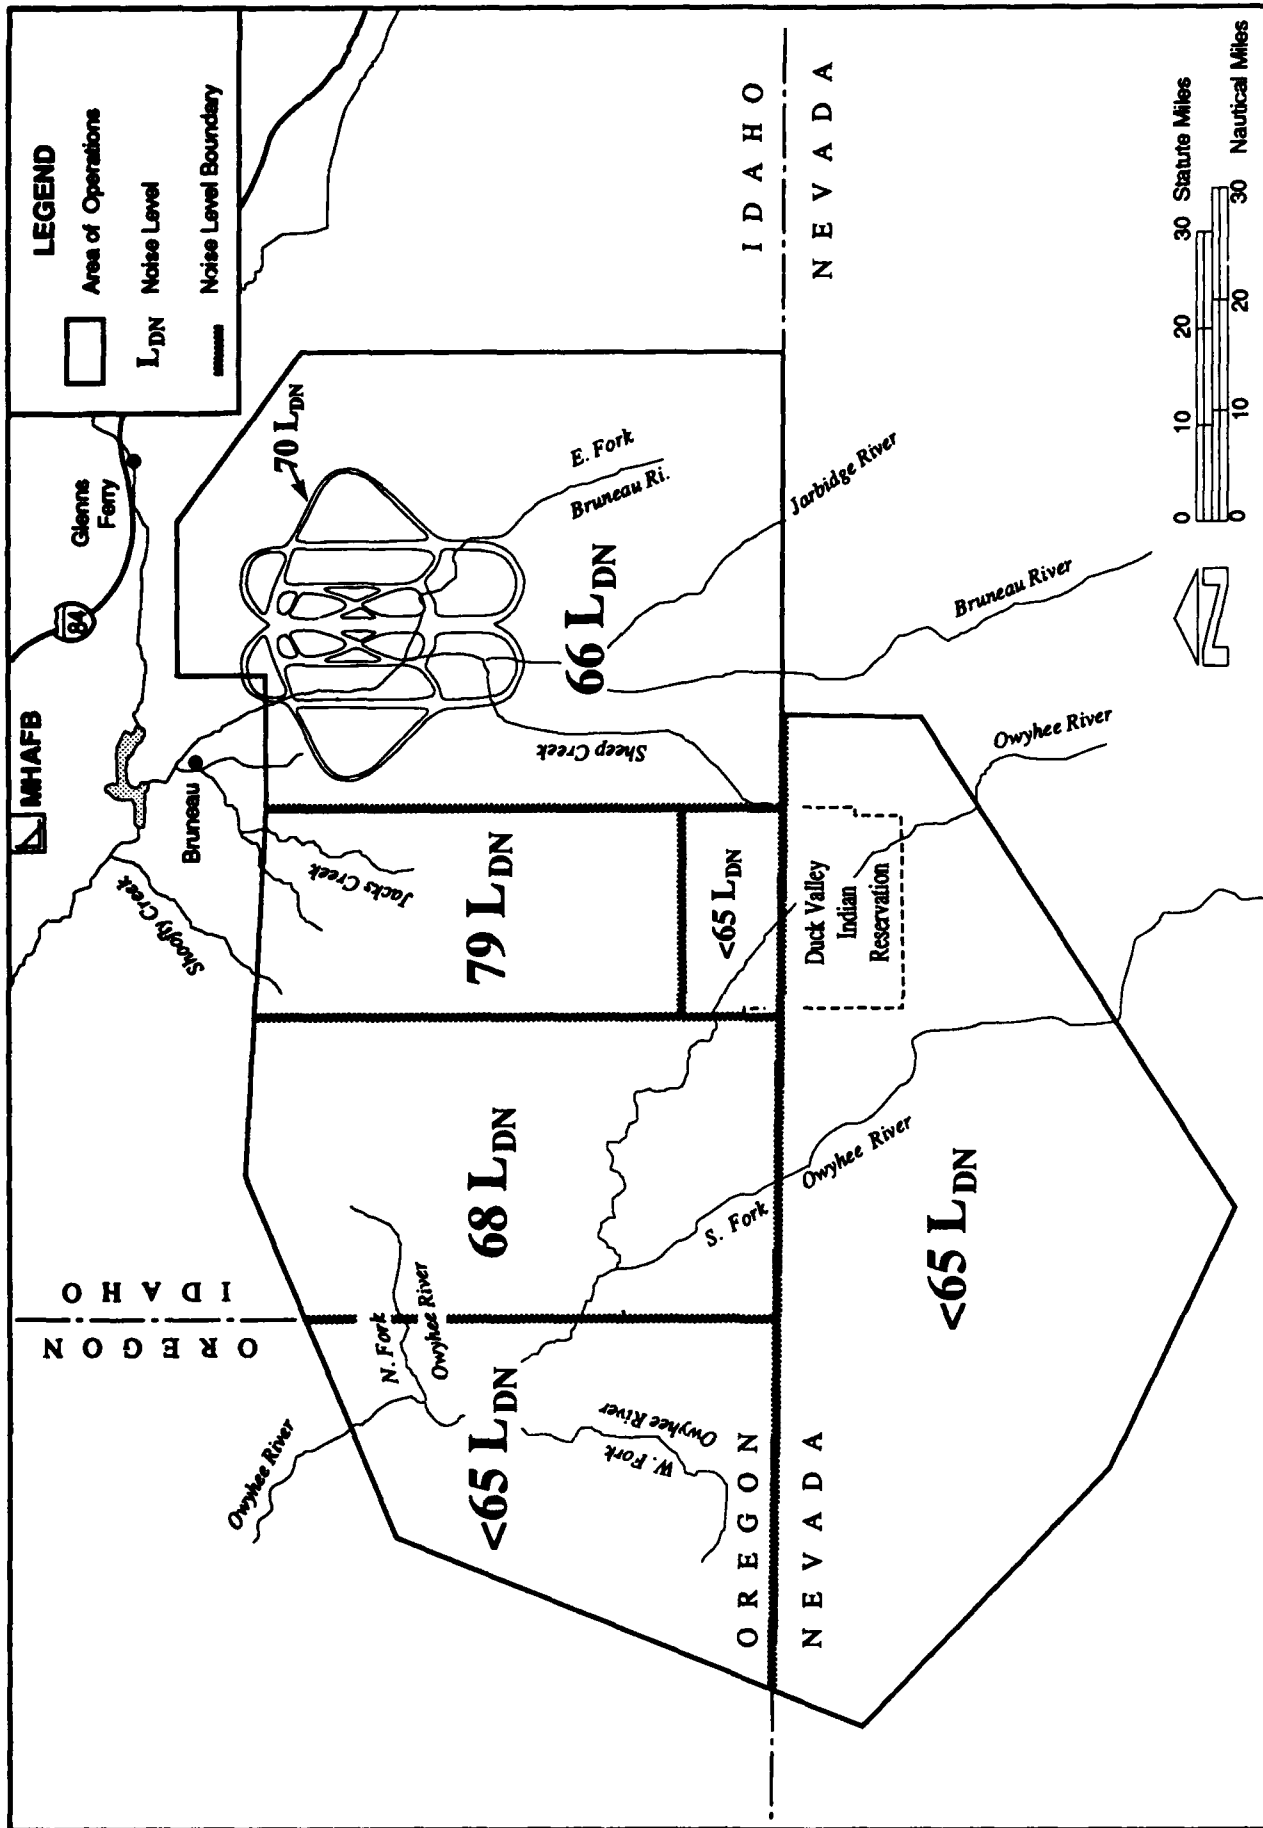 MHAFB
84
Glenns
Ferry
LEGEND
Area of Operations
LDN Noise Level
Noise Level Boundary
OREGON
IDAHO
Shoofly Creek
Bruneau
Jacks Creek
Owyhee River
N. Fork
Owyhee River
70 LDN
<65 LDN
68 LDN
79 LDN
66 LDN
E. Fork
Bruneau Ri.
Sheep Creek
W. Fork
Owyhee River
S. Fork
Owyhee River
<65 LDN
Jarbidge River
OREGON
NEVADA
IDAHO
NEVADA
Duck Valley
Indian
Reservation
<65 LDN
Bruneau River
Owyhee River
0 10 20 30 Statute Miles
0 10 20 30 Nautical Miles